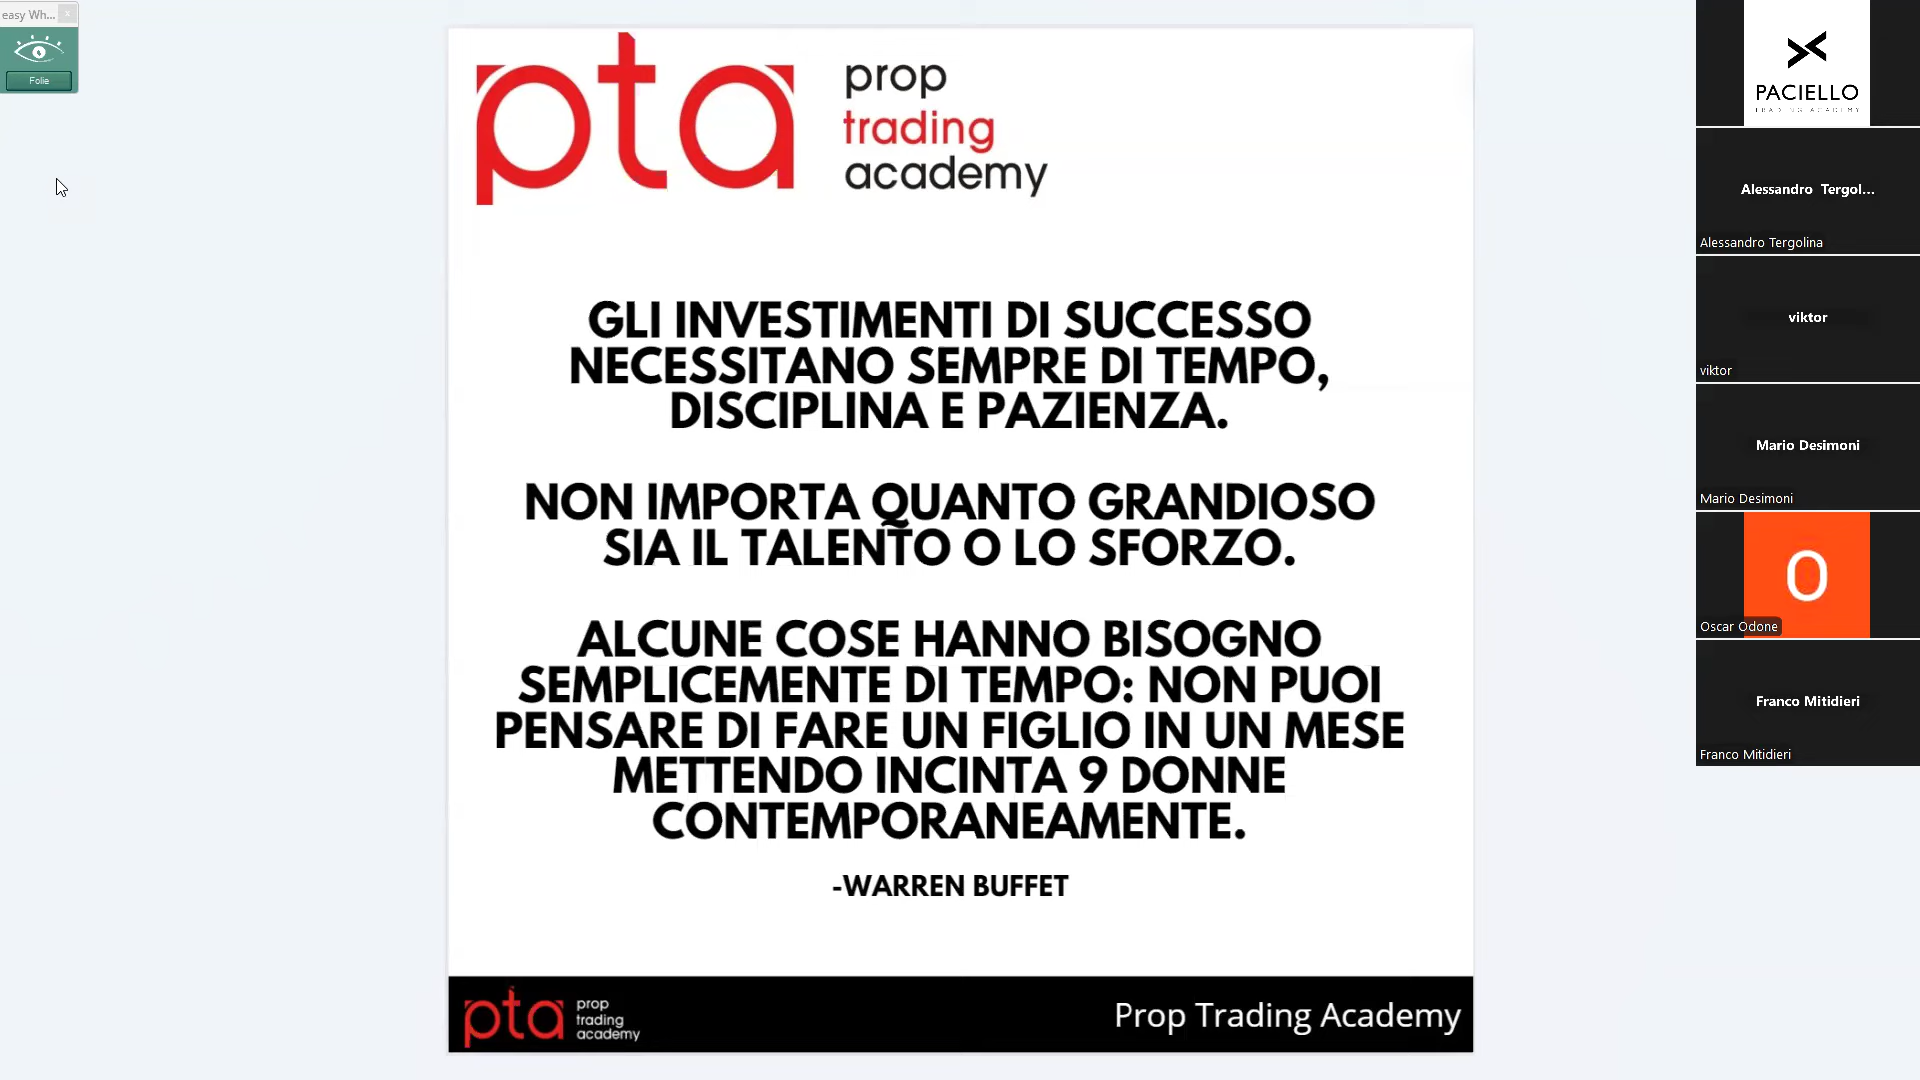 easy Wh...
x
Folie
pta
prop
trading
academy
GLI INVESTIMENTI DI SUCCESSO
NECESSITANO SEMPRE DI TEMPO,
DISCIPLINA E PAZIENZA.
NON IMPORTA QUANTO GRANDIOSO
SIA IL TALENTO O LO SFORZO.
ALCUNE COSE HANNO BISOGNO
SEMPLICEMENTE DI TEMPO: NON PUOI
PENSARE DI FARE UN FIGLIO IN UN MESE
METTENDO INCINTA 9 DONNE
CONTEMPORANEAMENTE.
-WARREN BUFFET
pta
prop
trading
academy
Prop Trading Academy
PACIELLO
TRADING ACADEMY
Alessandro Tergol...
Alessandro Tergolina
viktor
viktor
Mario Desimoni
Mario Desimoni
O
Oscar Odone
Franco Mitidieri
Franco Mitidieri